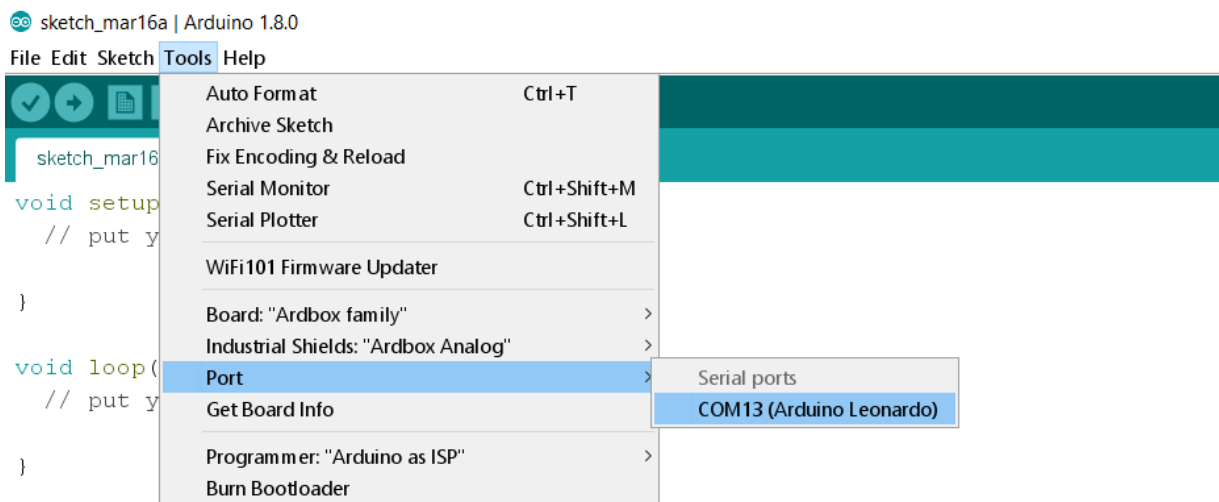 sketch_mar16a | Arduino 1.8.0
File Edit Sketch Tools Help
Auto Format Ctrl+T
Archive Sketch
sketch_mar16 Fix Encoding & Reload
Serial Monitor Ctrl+Shift+M
void setup Serial Plotter Ctrl+Shift+L
// put y
WiFi101 Firmware Updater
}
Board: "Ardbox family"
Industrial Shields: "Ardbox Analog"
void loop( Port Serial ports
// put y Get Board Info COM13 (Arduino Leonardo)
} Programmer: "Arduino as ISP"
Burn Bootloader